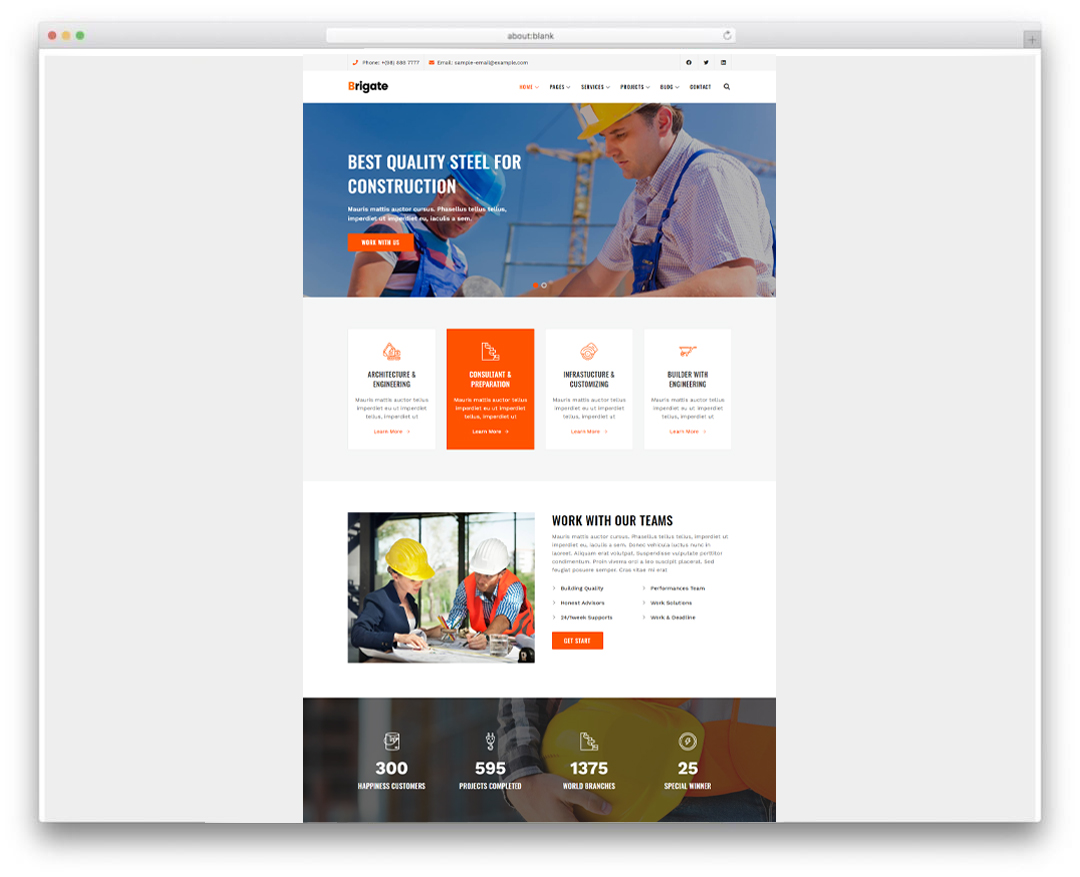 about:blank
Phone: +(58) 698 7777 Email: sample-email@example.com
Brigate
HOME PAGES SERVICES PROJECTS BLOG CONTACT
BEST QUALITY STEEL FOR
CONSTRUCTION
Mauris mattis auctor cursus. Phasellus tellus tellus,
imperdiet ut imperdiet eu, iaculis a sem.
WORK WITH US
ARCHITECTURE &
ENGINEERING
Mauris mattis auctor tellus
imperdiet eu ut imperdiet
tellus, imperdiet ut
Learn More
CONSULTANT &
PREPARATION
Mauris mattis auctor tellus
imperdiet eu ut imperdiet
tellus, imperdiet ut
Learn More
INFRASTUCTURE &
CUSTOMIZING
Mauris mattis auctor tellus
imperdiet eu ut imperdiet
tellus, imperdiet ut
Learn More
BUILDER WITH
ENGINEERING
Mauris mattis auctor tellus
imperdiet eu ut imperdiet
tellus, imperdiet ut
Learn More
WORK WITH OUR TEAMS
Mauris mattis auctor cursus. Phasellus tellus tellus, imperdiet ut
imperdiet eu, iaculis a sem. Donec vehicula luctus nunc in
laoreet. Aliquam erat volutpat. Suspendisse vulputate porttitor
condimentum. Proin viverra orci a leo suscipit placerat. Sed
feugiat posuere semper. Cras vitae mi erat
Building Quality
Honest Advisors
24/7week Supports
Performances Team
Work Solutions
Work & Deadline
GET START
300
HAPPINESS CUSTOMERS
595
PROJECTS COMPLETED
1375
WORLD BRANCHES
25
SPECIAL WINNER